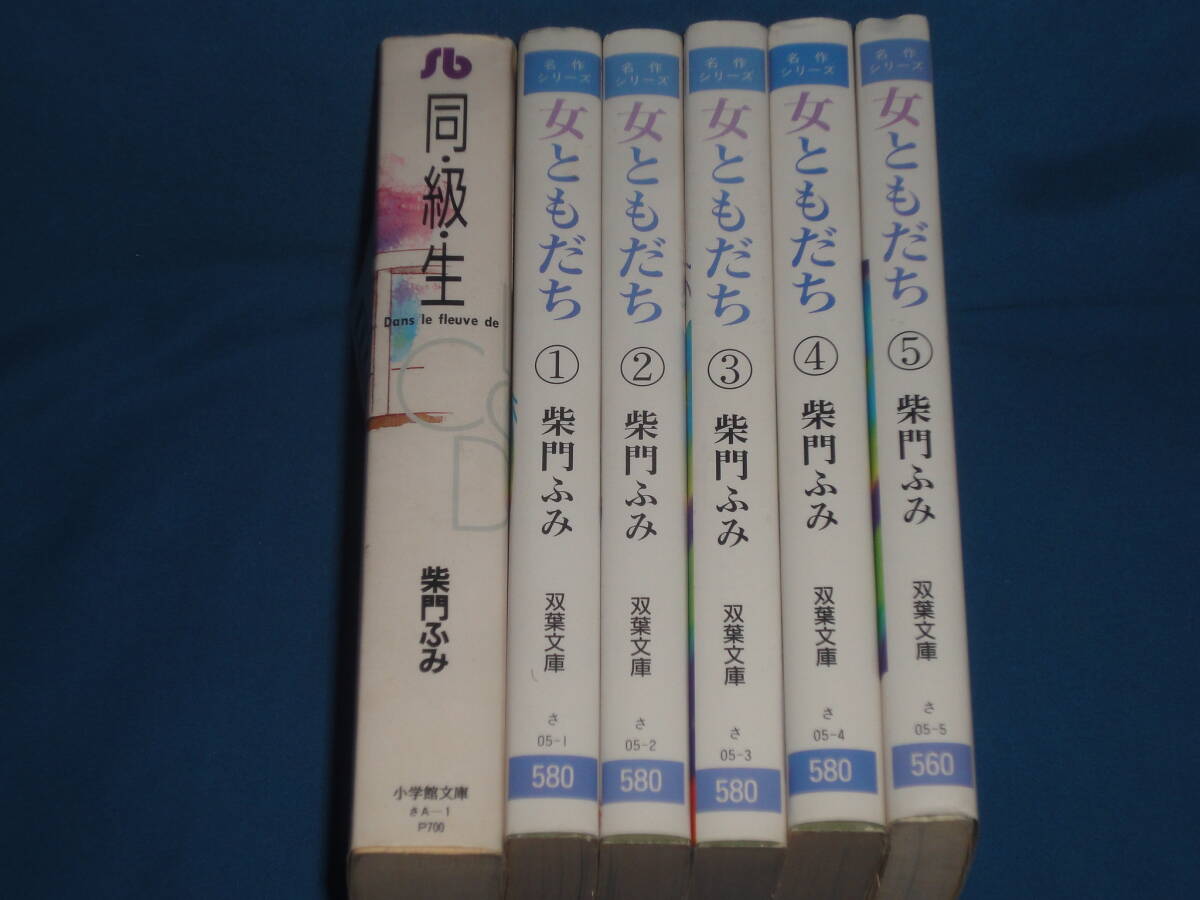 Sb
同・級・生
Dans le fleuve de
C
D
柴門ふみ
小学館文庫
さA—1
P700
名作
シリーズ
女ともだち
①
柴門ふみ
双葉文庫
さ
05-1
580
名作
シリーズ
女ともだち
②
柴門ふみ
双葉文庫
さ
05-2
580
名作
シリーズ
女ともだち
③
柴門ふみ
双葉文庫
さ
05-3
580
名作
シリーズ
女ともだち
④
柴門ふみ
双葉文庫
さ
05-4
580
名作
シリーズ
女ともだち
⑤
柴門ふみ
双葉文庫
さ
05-5
560